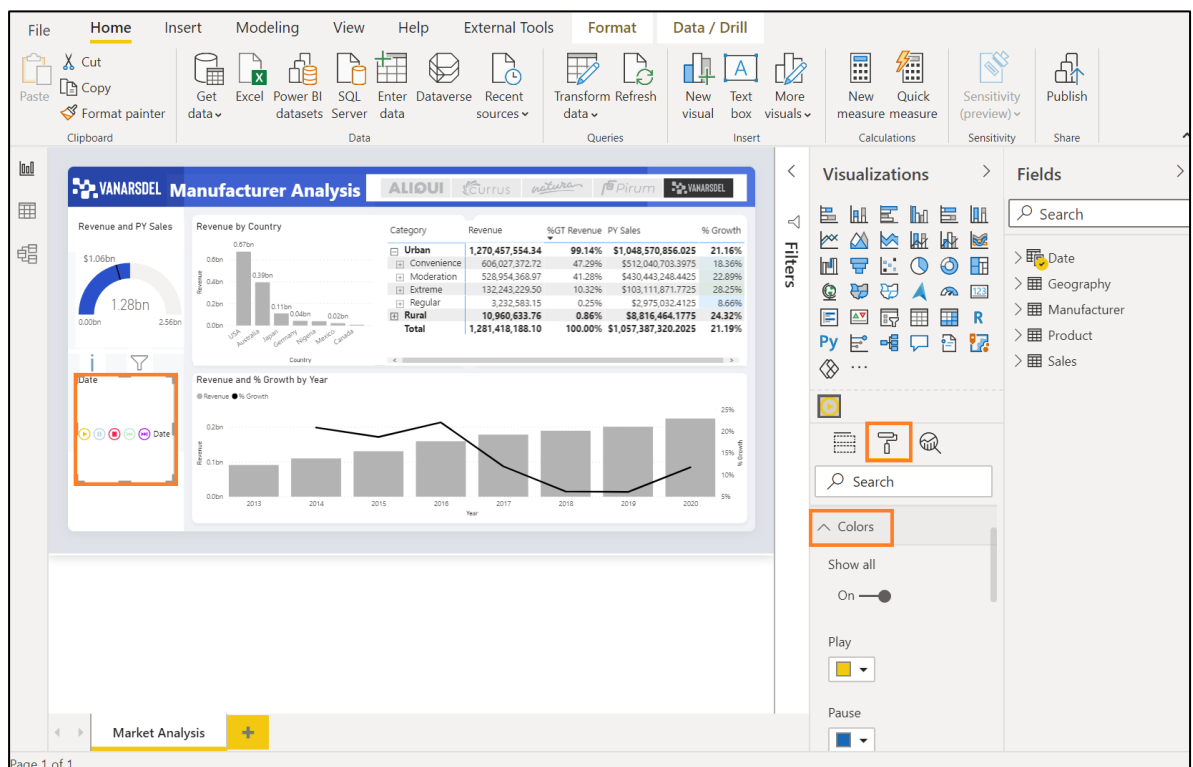 File Home Insert Modeling View Help External Tools Format Data / Drill
Paste
Cut
Copy
Format painter
Clipboard
Get data
Excel
Power BI datasets
SQL Server
Enter data
Dataverse
Recent sources
Data
Transform data
Refresh
Queries
New visual
Text box
More visuals
Insert
New measure
Quick measure
Calculations
Sensitivity (preview)
Sensitivity
Publish
Share
VANARSDEL Manufacturer Analysis
ALIQUI Currus natura Pirum VANARSDEL
Revenue and PY Sales
$1.06bn
1.28bn
0.00bn 2.56bn
i
Date
Date
Revenue by Country
Revenue
0.6bn
0.4bn
0.2bn
0.0bn
0.67bn
0.39bn
0.11bn
0.04bn
0.02bn
USA Australia Japan Germany Nigeria Mexico Canada
Country
Category Revenue %GT Revenue PY Sales % Growth
Urban 1,270,457,554.34 99.14% $1,048,570,856.025 21.16%
Convenience 606,027,372.72 47.29% $512,040,703.3975 18.36%
Moderation 528,954,368.97 41.28% $430,443,248.4425 22.89%
Extreme 132,243,229.50 10.32% $103,111,871.7725 28.25%
Regular 3,232,583.15 0.25% $2,975,032.4125 8.66%
Rural 10,960,633.76 0.86% $8,816,464.1775 24.32%
Total 1,281,418,188.10 100.00% $1,057,387,320.2025 21.19%
Revenue and % Growth by Year
Revenue % Growth
Revenue
0.2bn
0.1bn
0.0bn
25%
20%
15%
10%
5%
% Growth
2013 2014 2015 2016 2017 2018 2019 2020
Year
Filters
Visualizations
123
R
Py
Search
Colors
Show all
On
Play
Pause
Fields
Search
Date
Geography
Manufacturer
Product
Sales
Market Analysis
Page 1 of 1